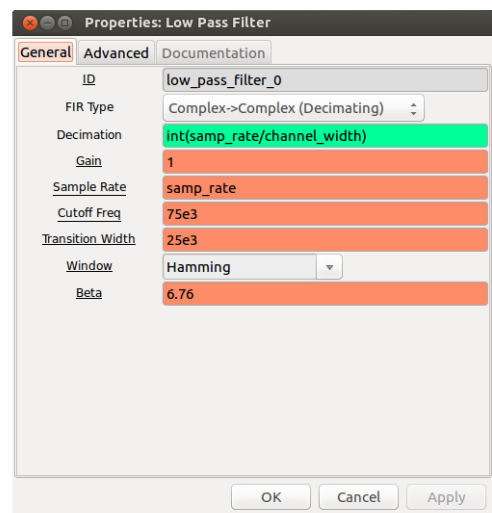 Properties: Low Pass Filter
General Advanced Documentation
ID low_pass_filter_0
FIR Type Complex->Complex (Decimating)
Decimation int(samp_rate/channel_width)
Gain 1
Sample Rate samp_rate
Cutoff Freq 75e3
Transition Width 25e3
Window Hamming
Beta 6.76
OK Cancel Apply